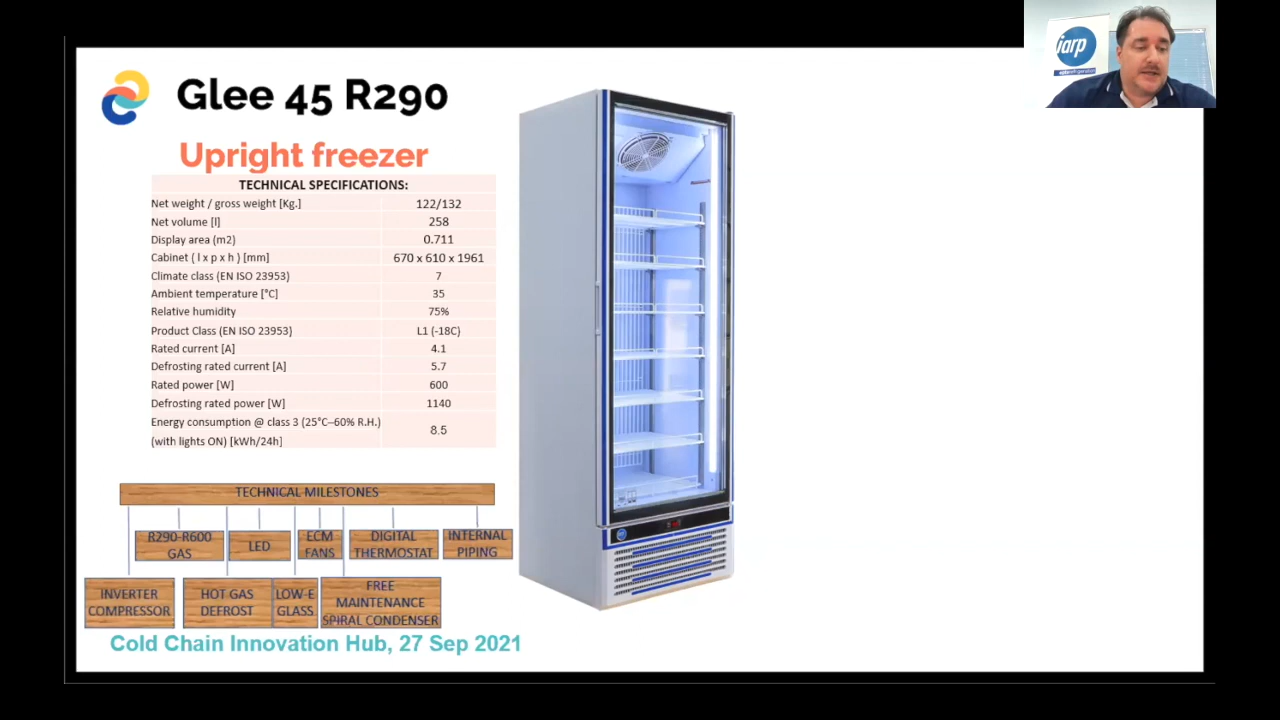 Glee 45 R290
Upright freezer
TECHNICAL SPECIFICATIONS:
Net weight / gross weight [Kg.] 122/132
Net volume [l] 258
Display area (m2) 0.711
Cabinet ( l x p x h ) [mm] 670 x 610 x 1961
Climate class (EN ISO 23953) 7
Ambient temperature [°C] 35
Relative humidity 75%
Product Class (EN ISO 23953) L1 (-18C)
Rated current [A] 4.1
Defrosting rated current [A] 5.7
Rated power [W] 600
Defrosting rated power [W] 1140
Energy consumption @ class 3 (25°C–60% R.H.)
(with lights ON) [kWh/24h] 8.5
TECHNICAL MILESTONES
R290-R600
GAS
LED
ECM
FANS
DIGITAL
THERMOSTAT
INTERNAL
PIPING
INVERTER
COMPRESSOR
HOT GAS
DEFROST
LOW-E
GLASS
FREE
MAINTENANCE
SPIRAL CONDENSER
Cold Chain Innovation Hub, 27 Sep 2021
iarp